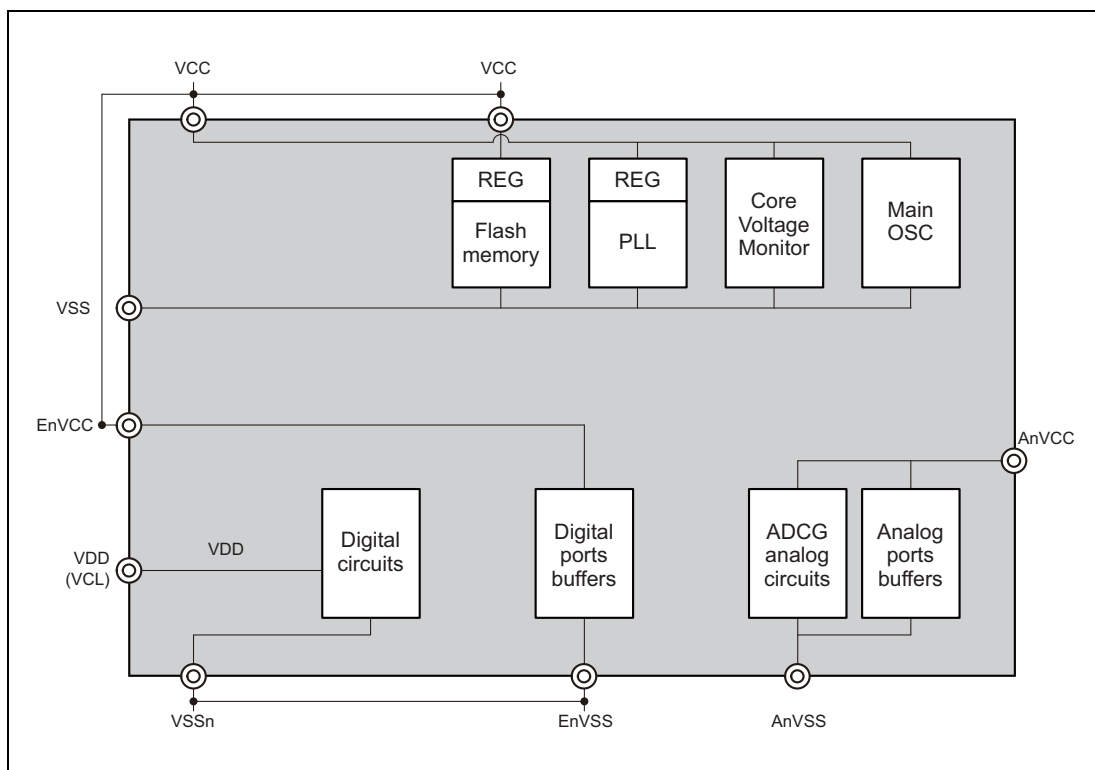 VCC
VCC
REG
Flash
memory
REG
PLL
Core
Voltage
Monitor
Main
OSC
VSS
EnVCC
AnVCC
VDD
(VCL)
VDD
Digital
circuits
Digital
ports
buffers
ADCG
analog
circuits
Analog
ports
buffers
VSSn
EnVSS
AnVSS